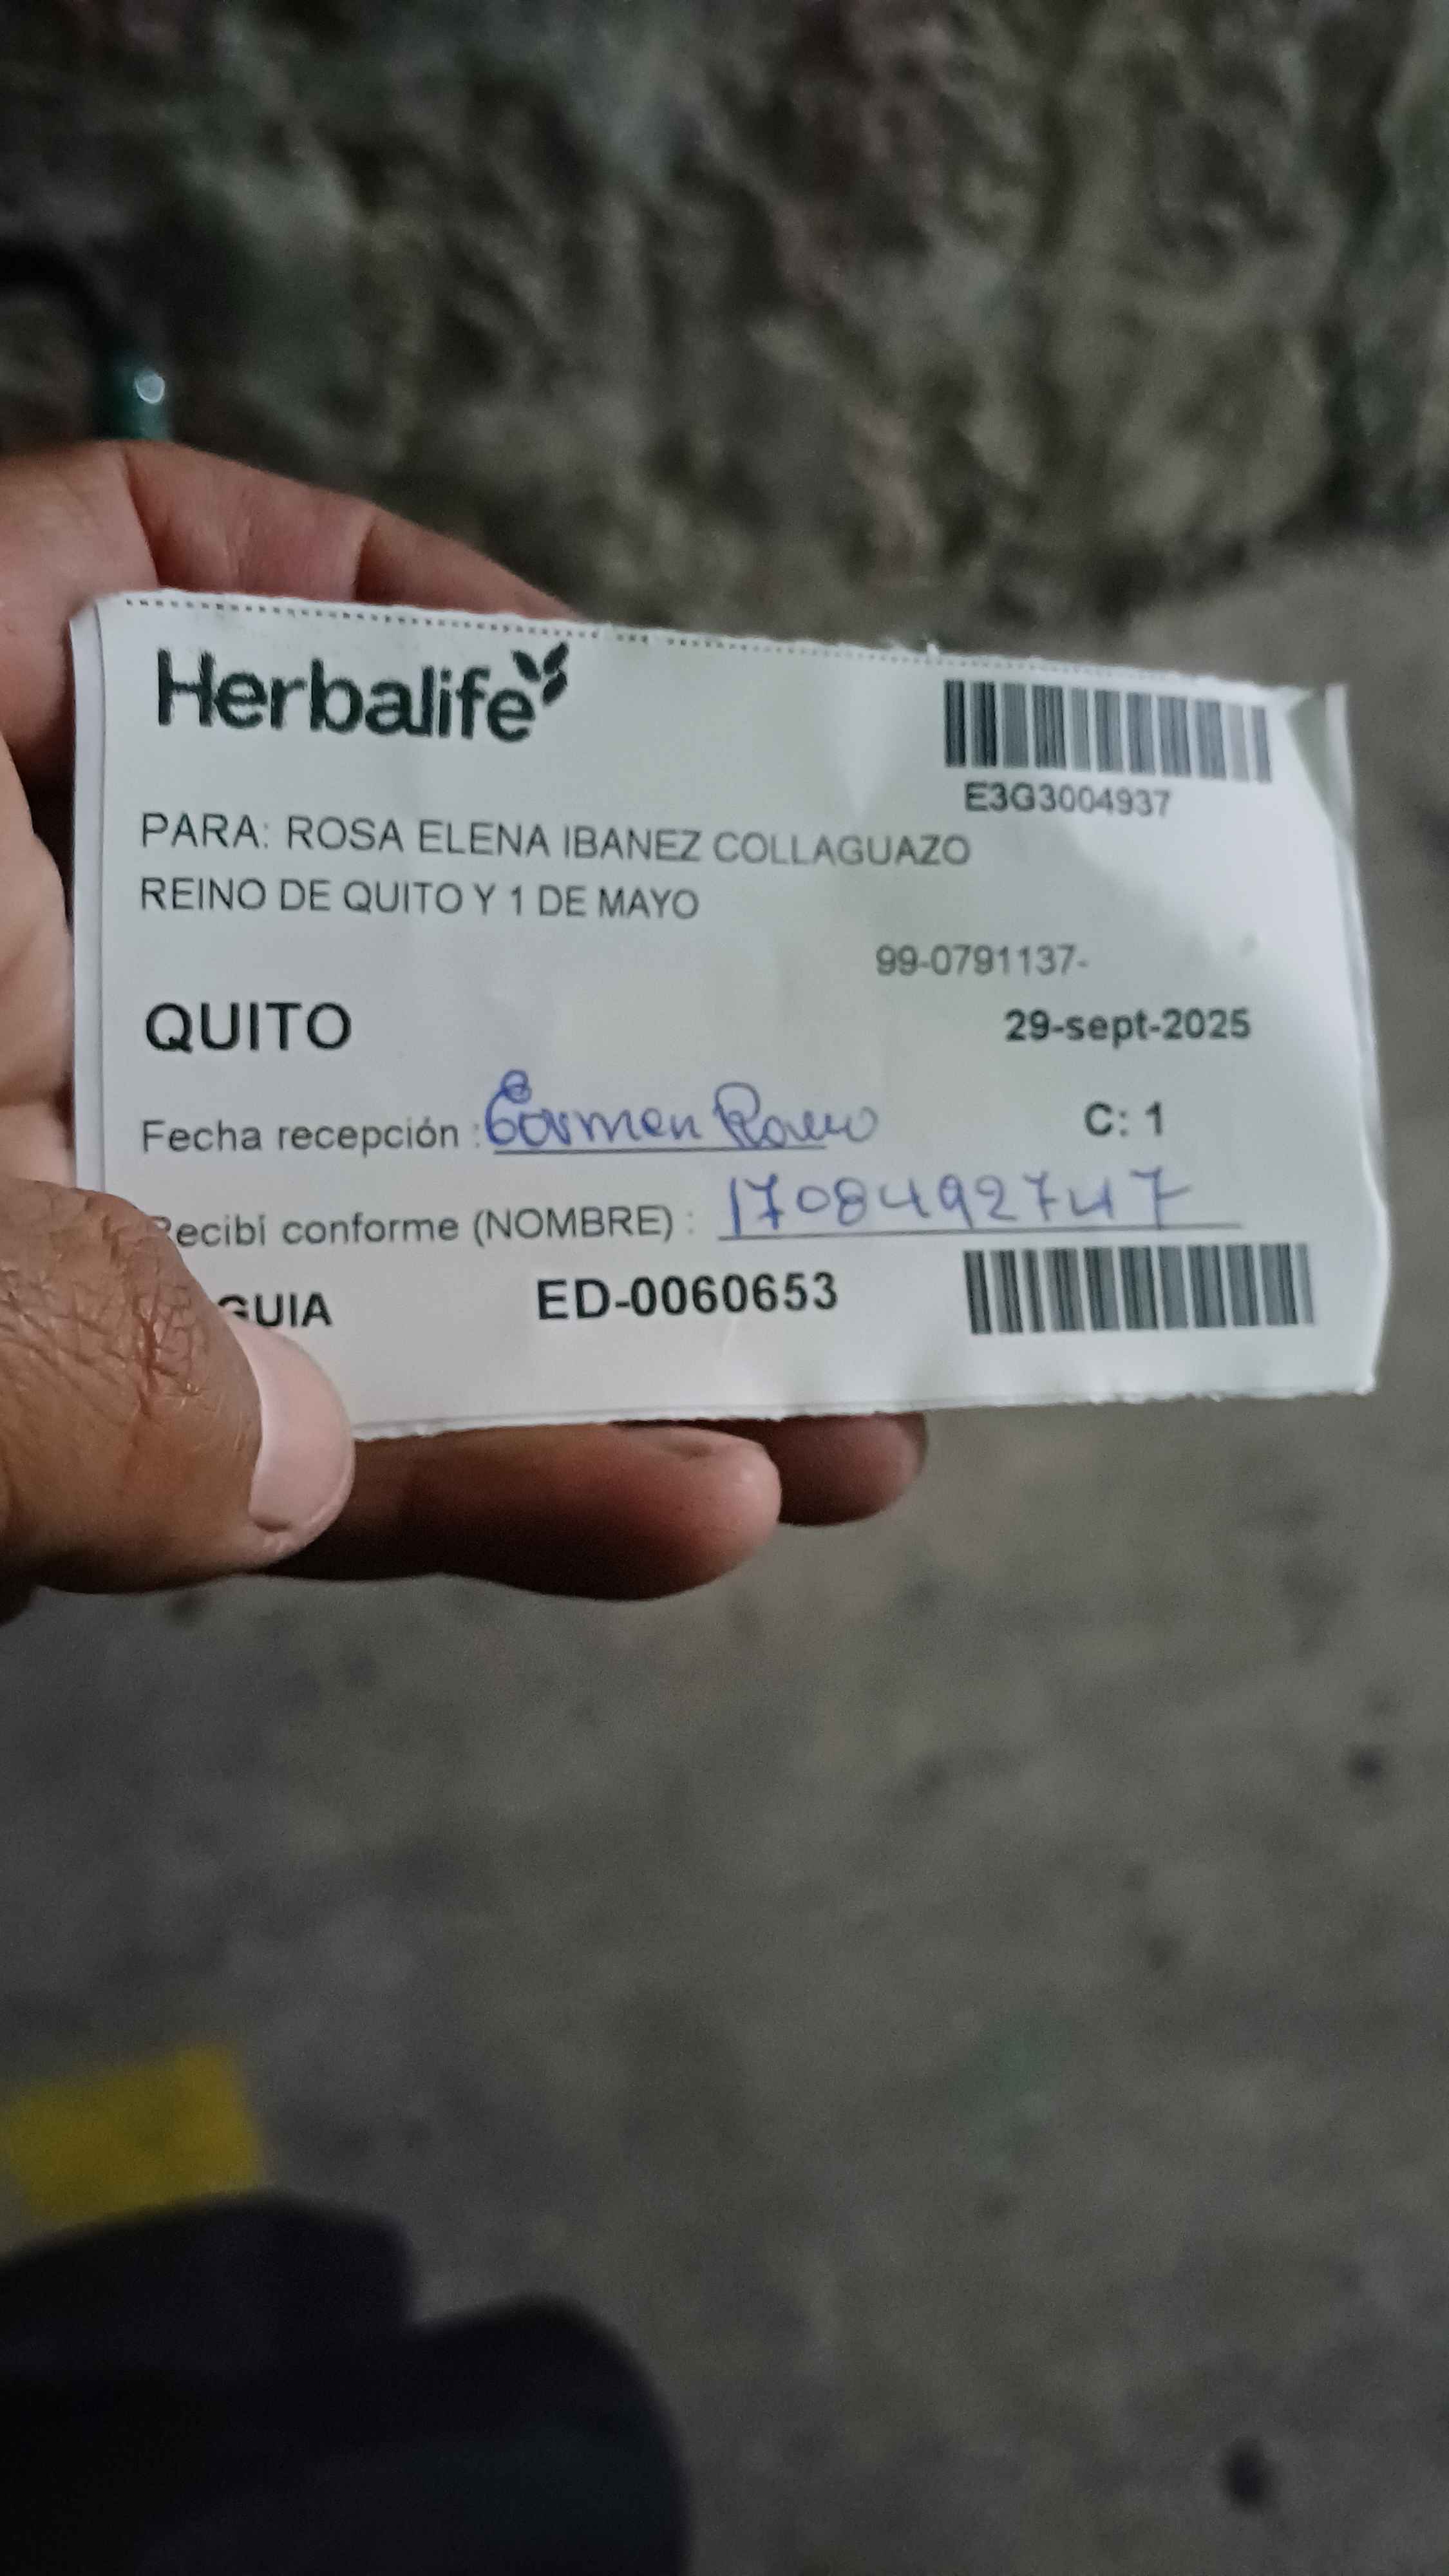 Herbalife
E3G3004937
PARA: ROSA ELENA IBANEZ COLLAGUAZO
REINO DE QUITO Y 1 DE MAYO
99-0791137-
QUITO
29-sept-2025
Fecha recepción : Carmen
C: 1
Recibí conforme (NOMBRE) : 1708492747
GUIA ED-0060653